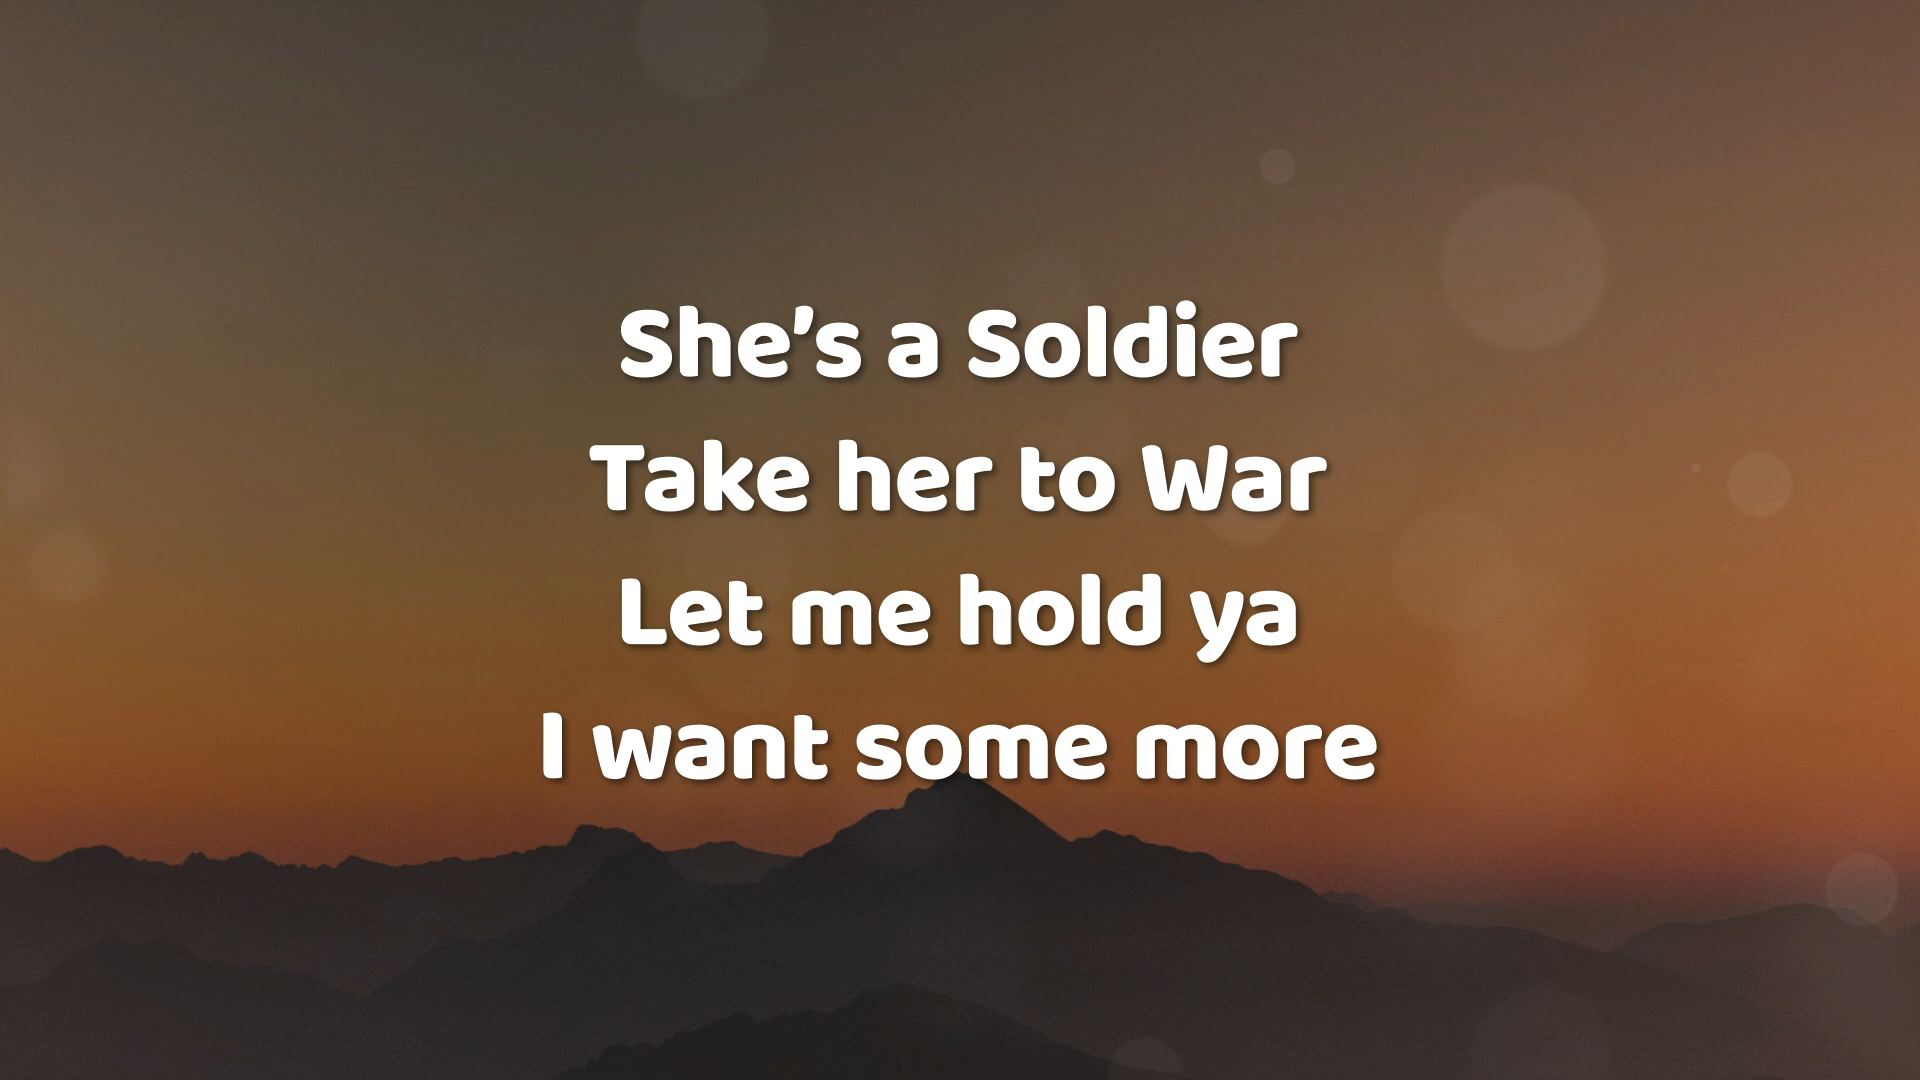 She’s a Soldier
Take her to War
Let me hold ya
I want some more